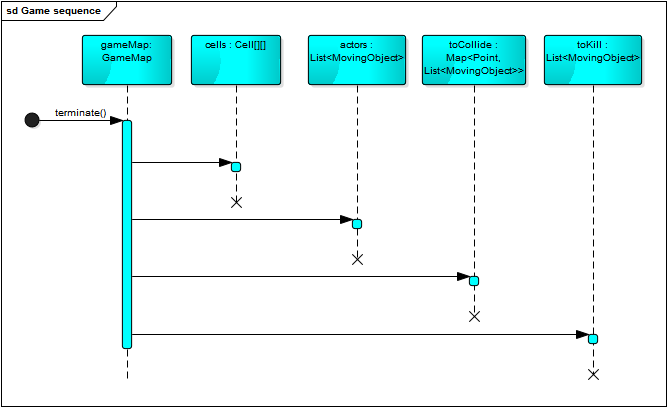 sd Game sequence
gameMap:
GameMap
cells : Cell[][]
actors :
List<MovingObject>
toCollide :
Map<Point,
List<MovingObject>>
toKill :
List<MovingObject>
terminate()